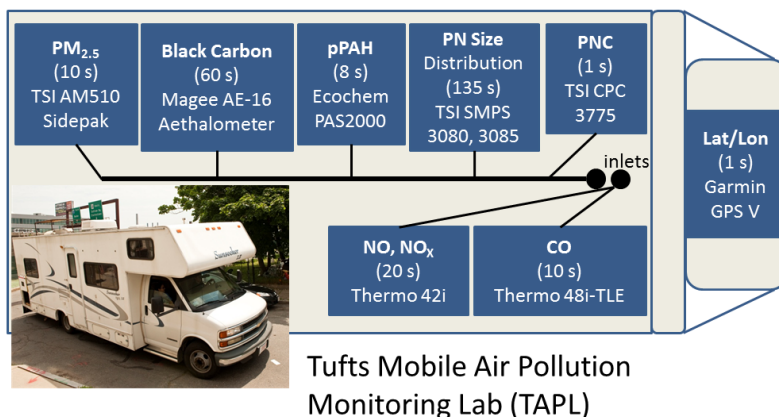 PM2.5
(10 s)
TSI AM510
Sidepak
Black Carbon
(60 s)
Magee AE-16
Aethalometer
pPAH
(8 s)
Ecochem
PAS2000
PN Size
Distribution
(135 s)
TSI SMPS
3080, 3085
PNC
(1 s)
TSI CPC
3775
inlets
Lat/Lon
(1 s)
Garmin
GPS V
NO, NOX
(20 s)
Thermo 42i
CO
(10 s)
Thermo 48i-TLE
Tufts Mobile Air Pollution
Monitoring Lab (TAPL)